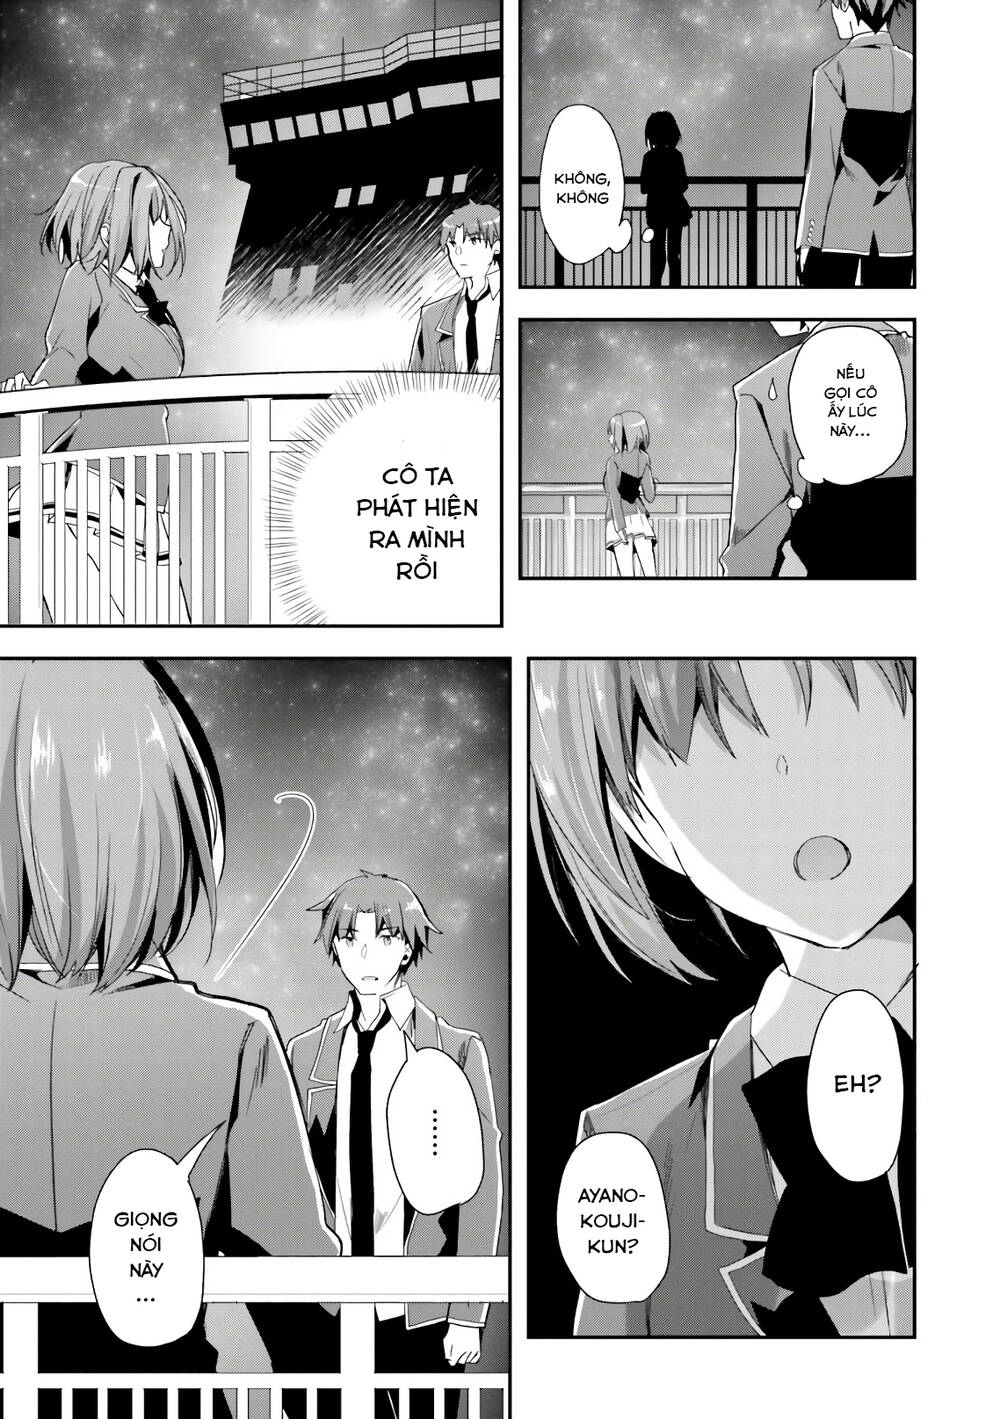 KHÔNG,
KHÔNG
NẾU
GỌI CÔ
ẤY LÚC
NÀY...
CÔ TA
PHÁT HIỆN
RA MÌNH
RỒI
EH?
AYANO-
KOUJI-
KUN?
......
GIỌNG
NÓI
NÀY
...